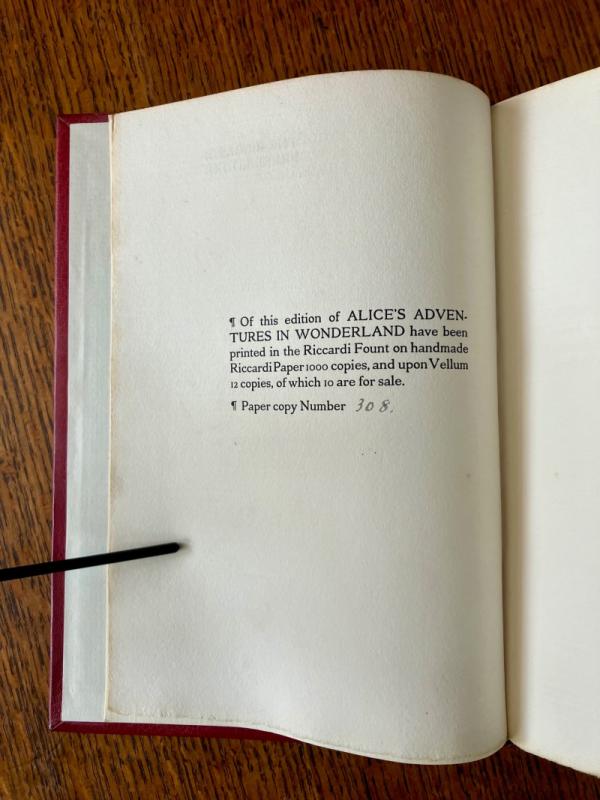 ¶ Of this edition of ALICE'S ADVEN-
TURES IN WONDERLAND have been
printed in the Riccardi Fount on handmade
Riccardi Paper 1000 copies, and upon Vellum
12 copies, of which 10 are for sale.
¶ Paper copy Number 308.